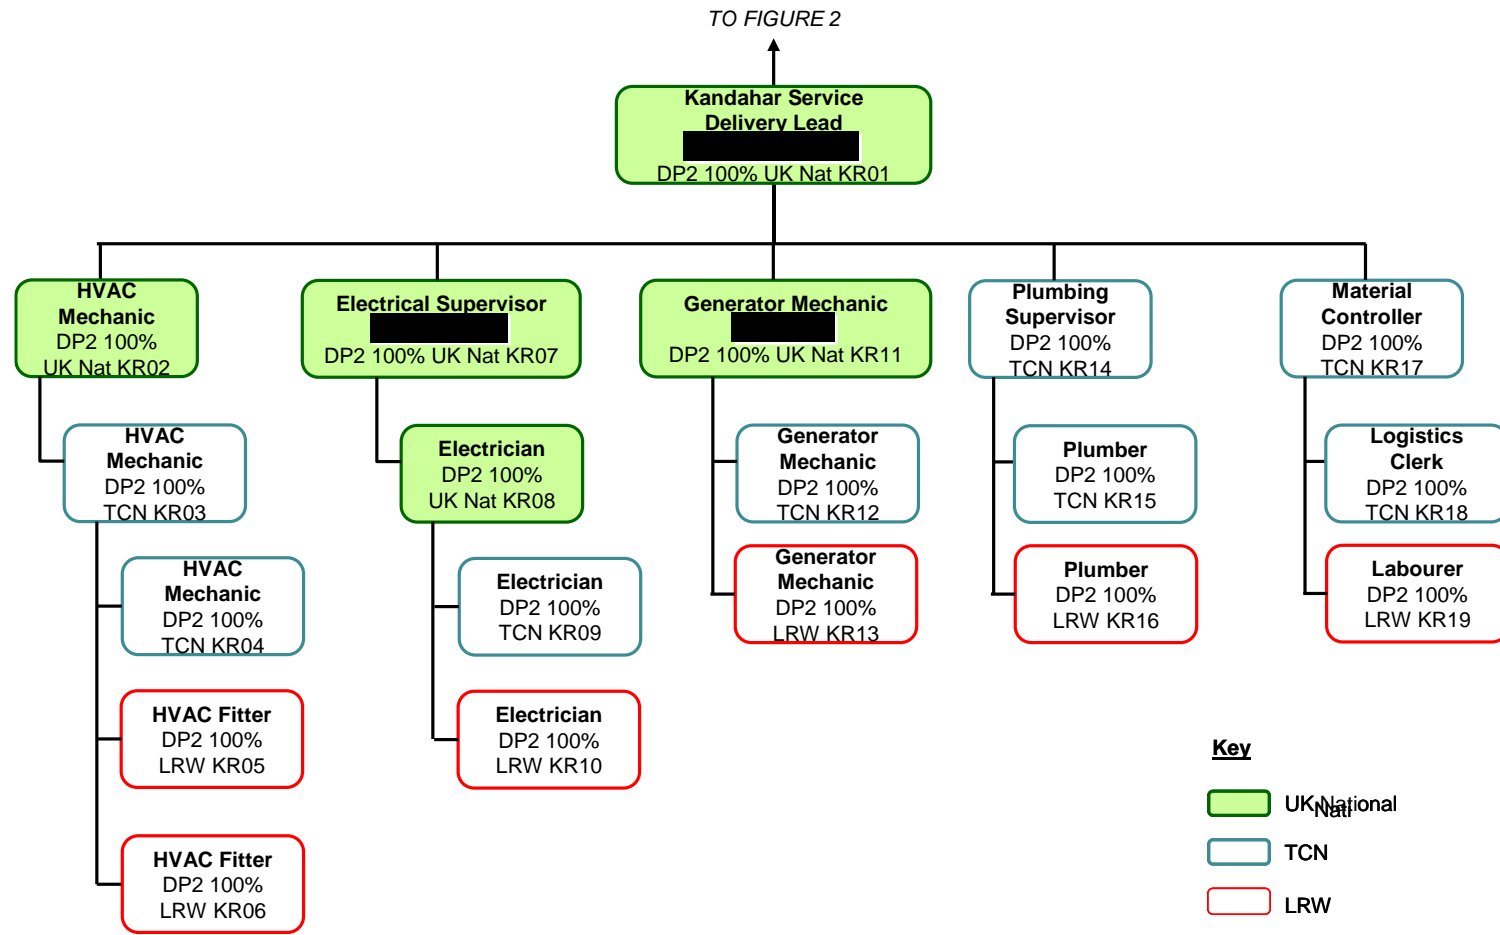 TO FIGURE 2
Kandahar Service
Delivery Lead
DP2 100% UK Nat KR01
HVAC
Mechanic
DP2 100%
UK Nat KR02
Electrical Supervisor
DP2 100% UK Nat KR07
Generator Mechanic
DP2 100% UK Nat KR11
Plumbing
Supervisor
DP2 100%
TCN KR14
Material
Controller
DP2 100%
TCN KR17
HVAC
Mechanic
DP2 100%
TCN KR03
Electrician
DP2 100%
UK Nat KR08
Generator
Mechanic
DP2 100%
TCN KR12
Plumber
DP2 100%
TCN KR15
Logistics
Clerk
DP2 100%
TCN KR18
HVAC
Mechanic
DP2 100%
TCN KR04
Electrician
DP2 100%
TCN KR09
Generator
Mechanic
DP2 100%
LRW KR13
Plumber
DP2 100%
LRW KR16
Labourer
DP2 100%
LRW KR19
HVAC Fitter
DP2 100%
LRW KR05
Electrician
DP2 100%
LRW KR10
HVAC Fitter
DP2 100%
LRW KR06
Key
UK National
Nati
TCN
LRW